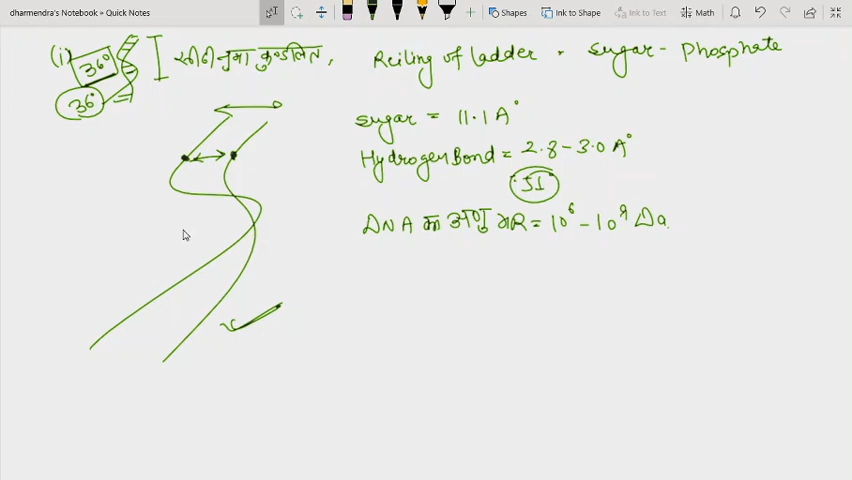 dharmendra's Notebook » Quick Notes
Shapes Ink to Shape Ink to Text Math
(i) 36° सीढी नुमा कुण्डलित, Reiling of ladder - Sugar - Phosphate
36°
Sugar = 11.1 A°
Hydrogen Bond = 2.8 - 3.0 A°
51°
DNA का अणु भार = 10⁶ - 10⁹ Da.